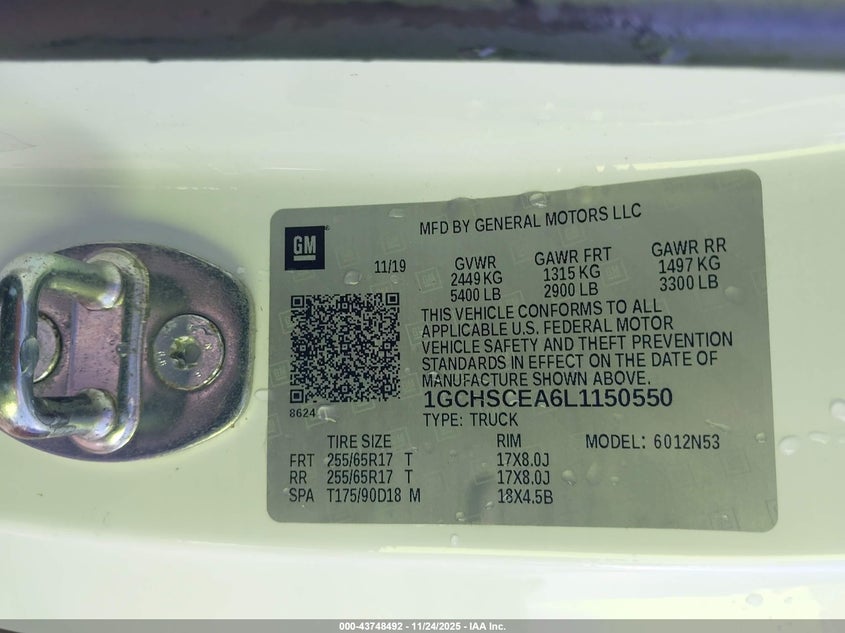 GM
MFD BY GENERAL MOTORS LLC
11/19
GVWR GAWR FRT GAWR RR
2449 KG 1315 KG 1497 KG
5400 LB 2900 LB 3300 LB
THIS VEHICLE CONFORMS TO ALL
APPLICABLE U.S. FEDERAL MOTOR
VEHICLE SAFETY AND THEFT PREVENTION
STANDARDS IN EFFECT ON THE DATE OF
MANUFACTURE SHOWN ABOVE.
8624
1GCHSCEA6L1150550
TYPE: TRUCK
TIRE SIZE RIM MODEL: 6012N53
FRT 255/65R17 T 17X8.0J
RR 255/65R17 T 17X8.0J
SPA T175/90D18 M 18X4.5B
000-43748492 - 11/24/2025 - IAA Inc.